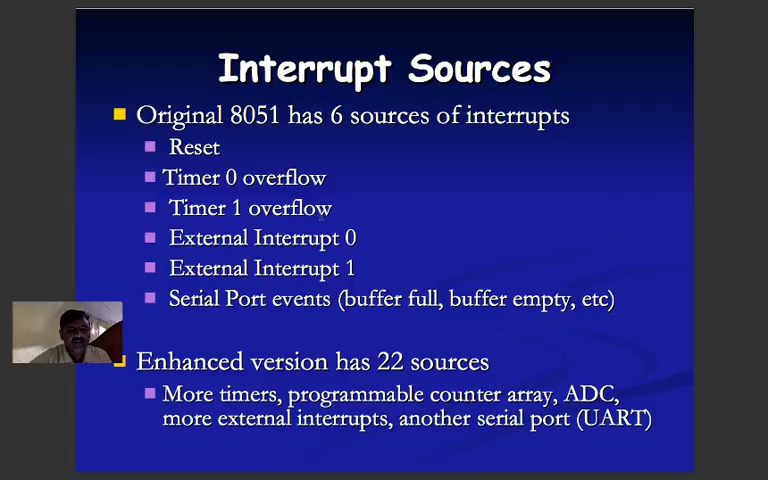 Interrupt Sources
Original 8051 has 6 sources of interrupts
Reset
Timer 0 overflow
Timer 1 overflow
External Interrupt 0
External Interrupt 1
Serial Port events (buffer full, buffer empty, etc)
Enhanced version has 22 sources
More timers, programmable counter array, ADC,
more external interrupts, another serial port (UART)